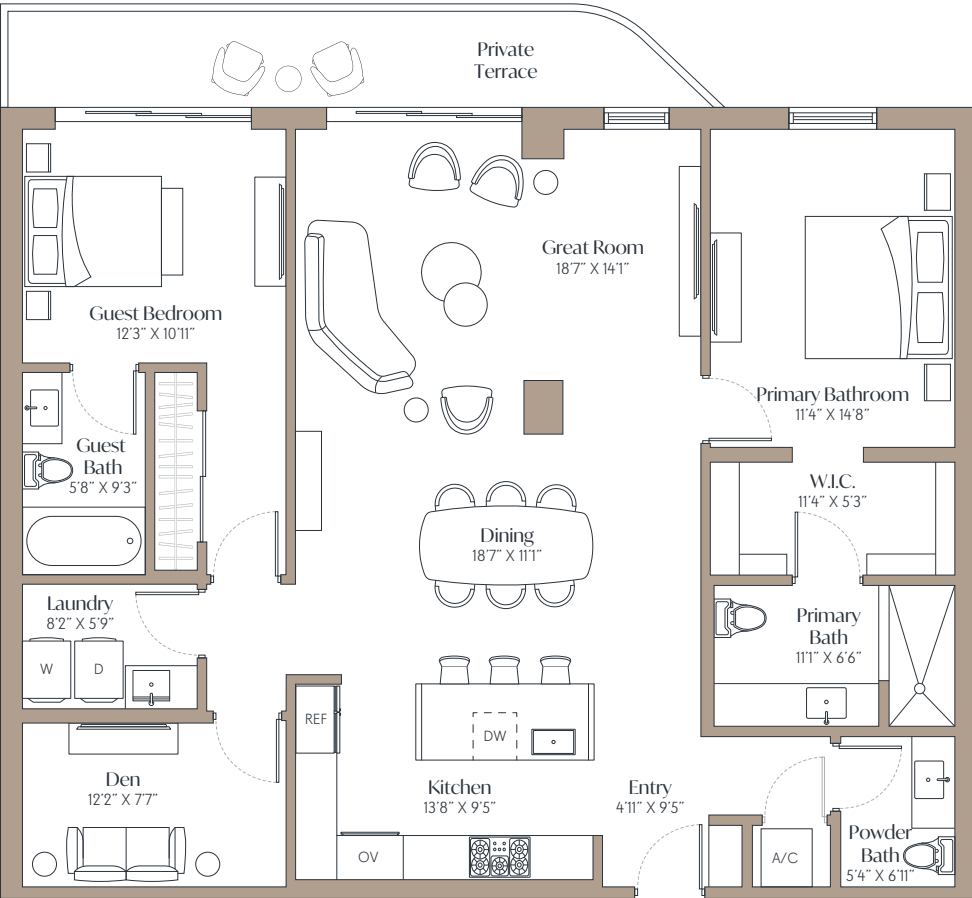 Private
Terrace
Great Room
18'7" X 14'1"
Guest Bedroom
12'3" X 10'11"
Primary Bathroom
11'4" X 14'8"
Guest
Bath
5'8" X 9'3"
W.I.C.
11'4" X 5'3"
Dining
18'7" X 11'1"
Laundry
8'2" X 5'9"
W
D
Primary
Bath
11'1" X 6'6"
REF
DW
Den
12'2" X 7'7"
Kitchen
13'8" X 9'5"
Entry
4'11" X 9'5"
OV
A/C
Powder
Bath
5'4" X 6'11"